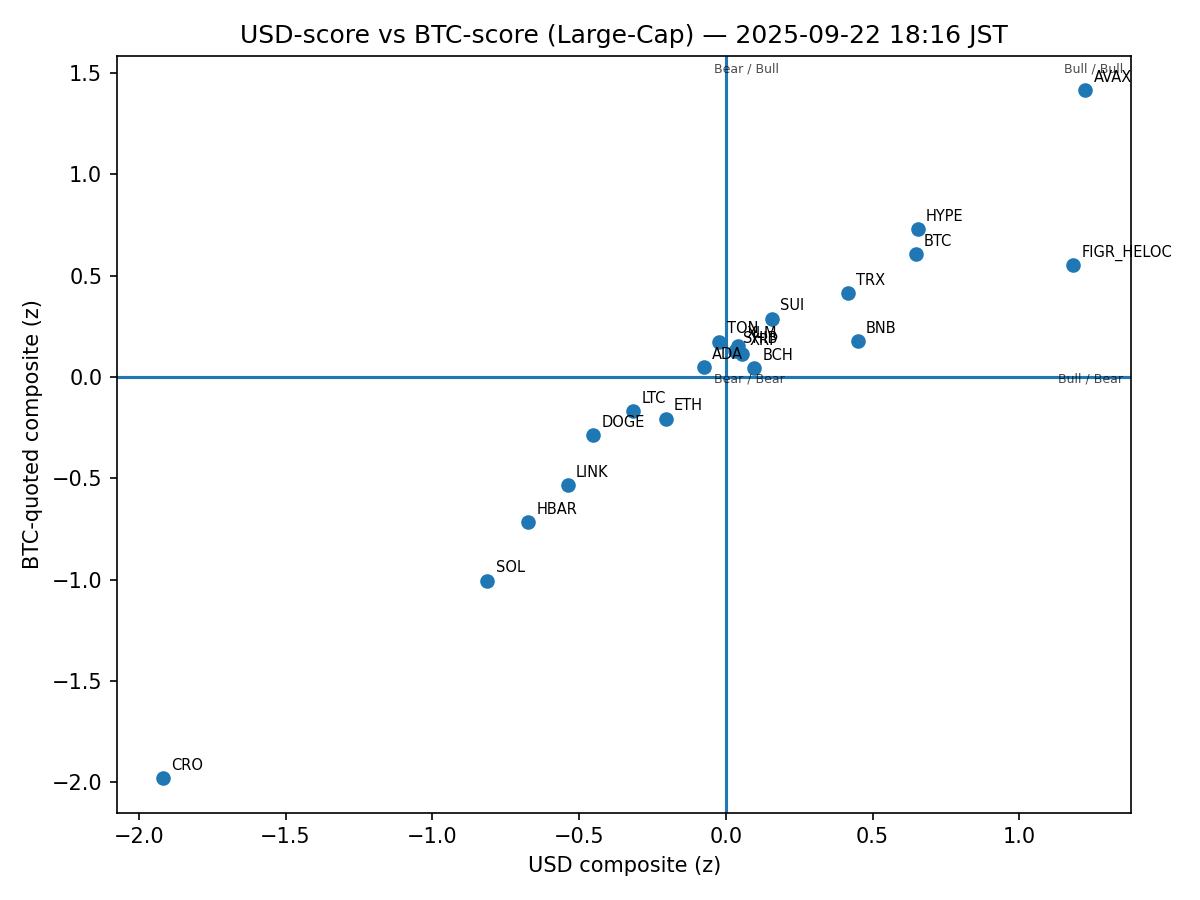 USD-score vs BTC-score (Large-Cap) — 2025-09-22 18:16 JST
BTC-quoted composite (z)
1.5
1.0
0.5
0.0
−0.5
−1.0
−1.5
−2.0
Bear / Bull
Bull / Bull
AVAX
HYPE
BTC
FIGR_HELOC
TRX
SUI
BNB
TON
XLM
SHIB
XRP
ADA
BCH
Bear / Bear
Bull / Bear
LTC
ETH
DOGE
LINK
HBAR
SOL
CRO
−2.0
−1.5
−1.0
−0.5
0.0
0.5
1.0
USD composite (z)